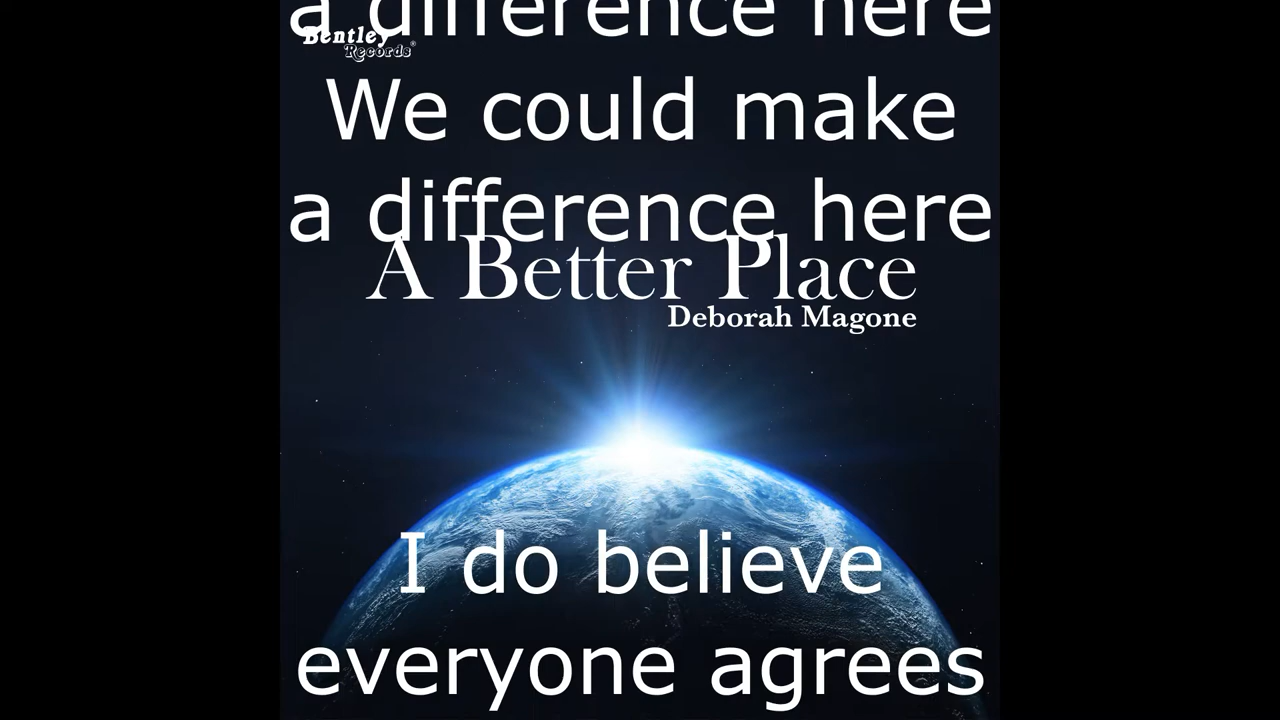 a difference here
Bentley
Records®
We could make
a difference here
A Better Place
Deborah Magone
I do believe
everyone agrees